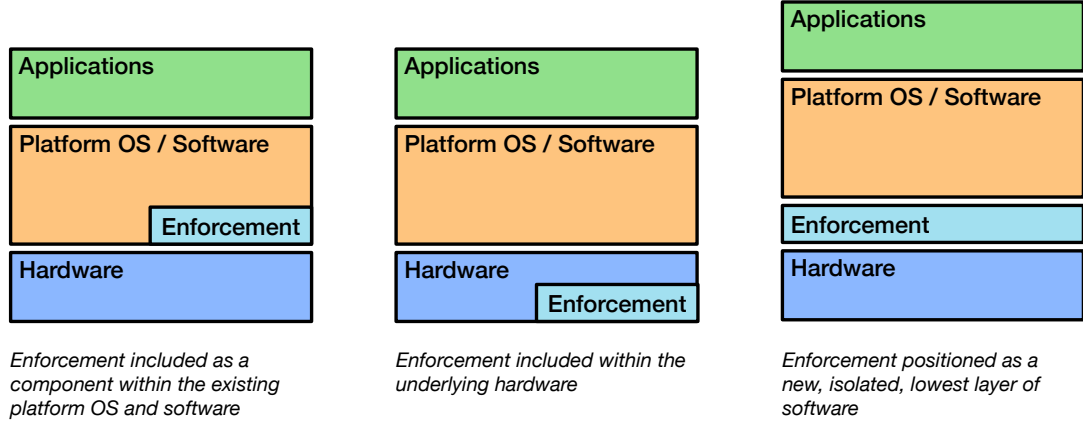 Applications
Platform OS / Software
Enforcement
Hardware
Enforcement included as a
component within the existing
platform OS and software
Applications
Platform OS / Software
Hardware
Enforcement
Enforcement included within the
underlying hardware
Applications
Platform OS / Software
Enforcement
Hardware
Enforcement positioned as a
new, isolated, lowest layer of
software